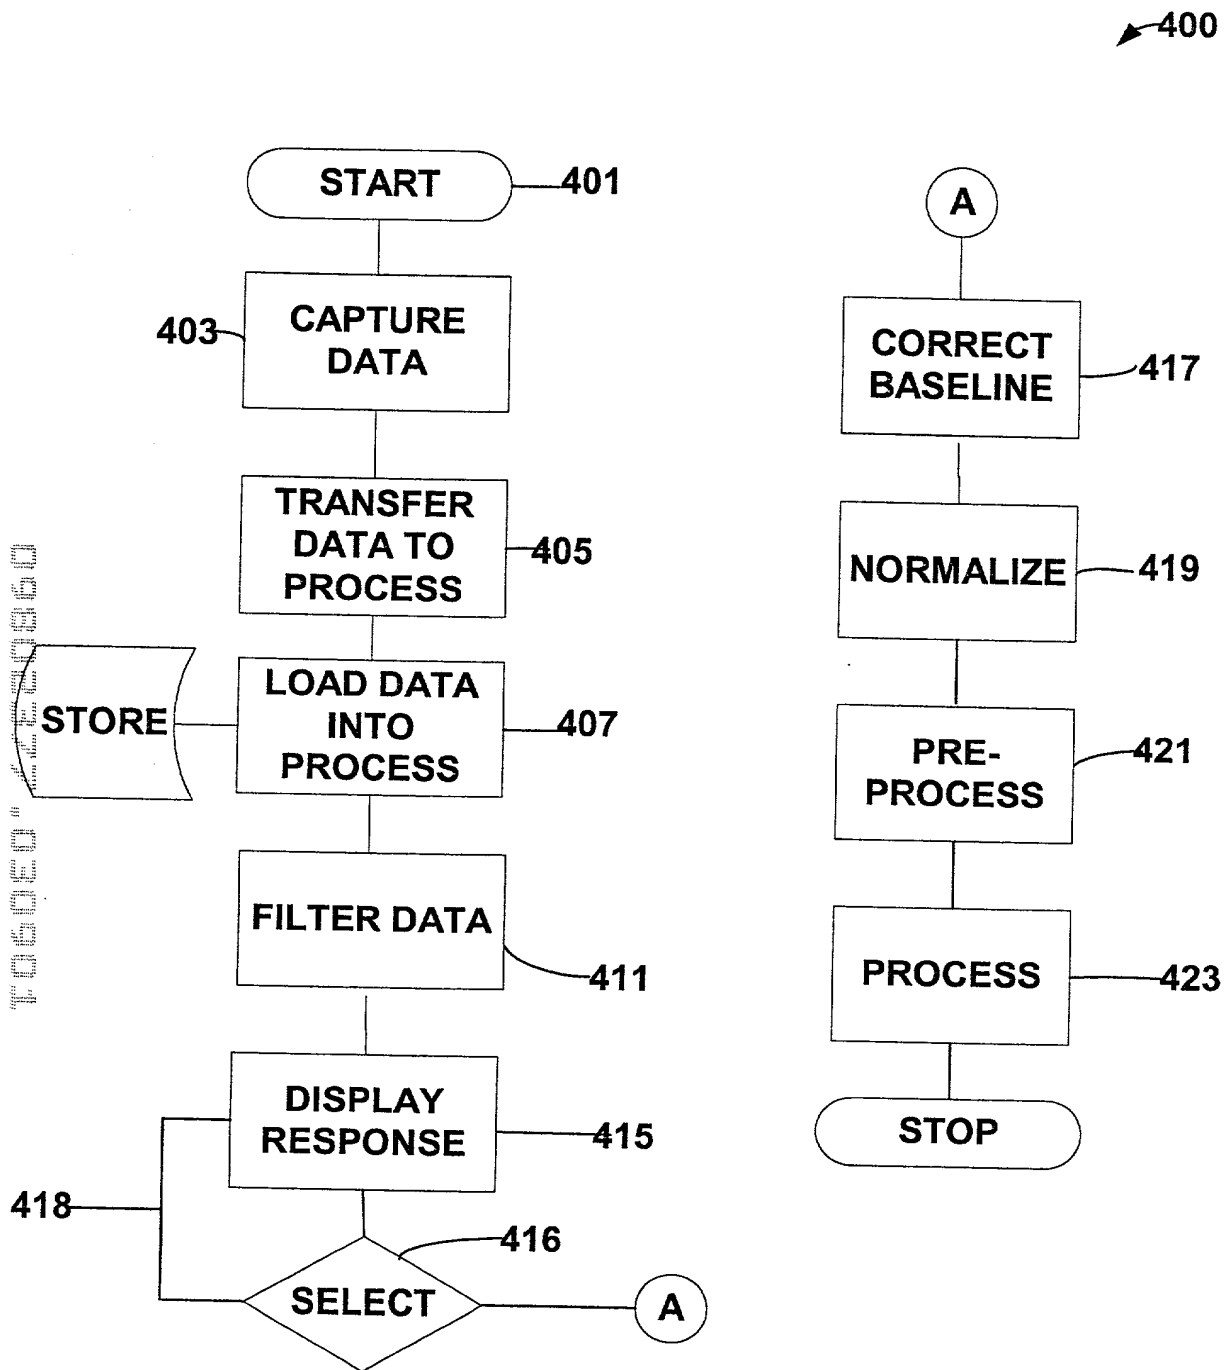 400
START
401
CAPTURE
DATA
403
TRANSFER
DATA TO
PROCESS
405
STORE
LOAD DATA
INTO
PROCESS
407
FILTER DATA
411
DISPLAY
RESPONSE
415
418
416
SELECT
A
A
CORRECT
BASELINE
417
NORMALIZE
419
PRE-
PROCESS
421
PROCESS
423
STOP